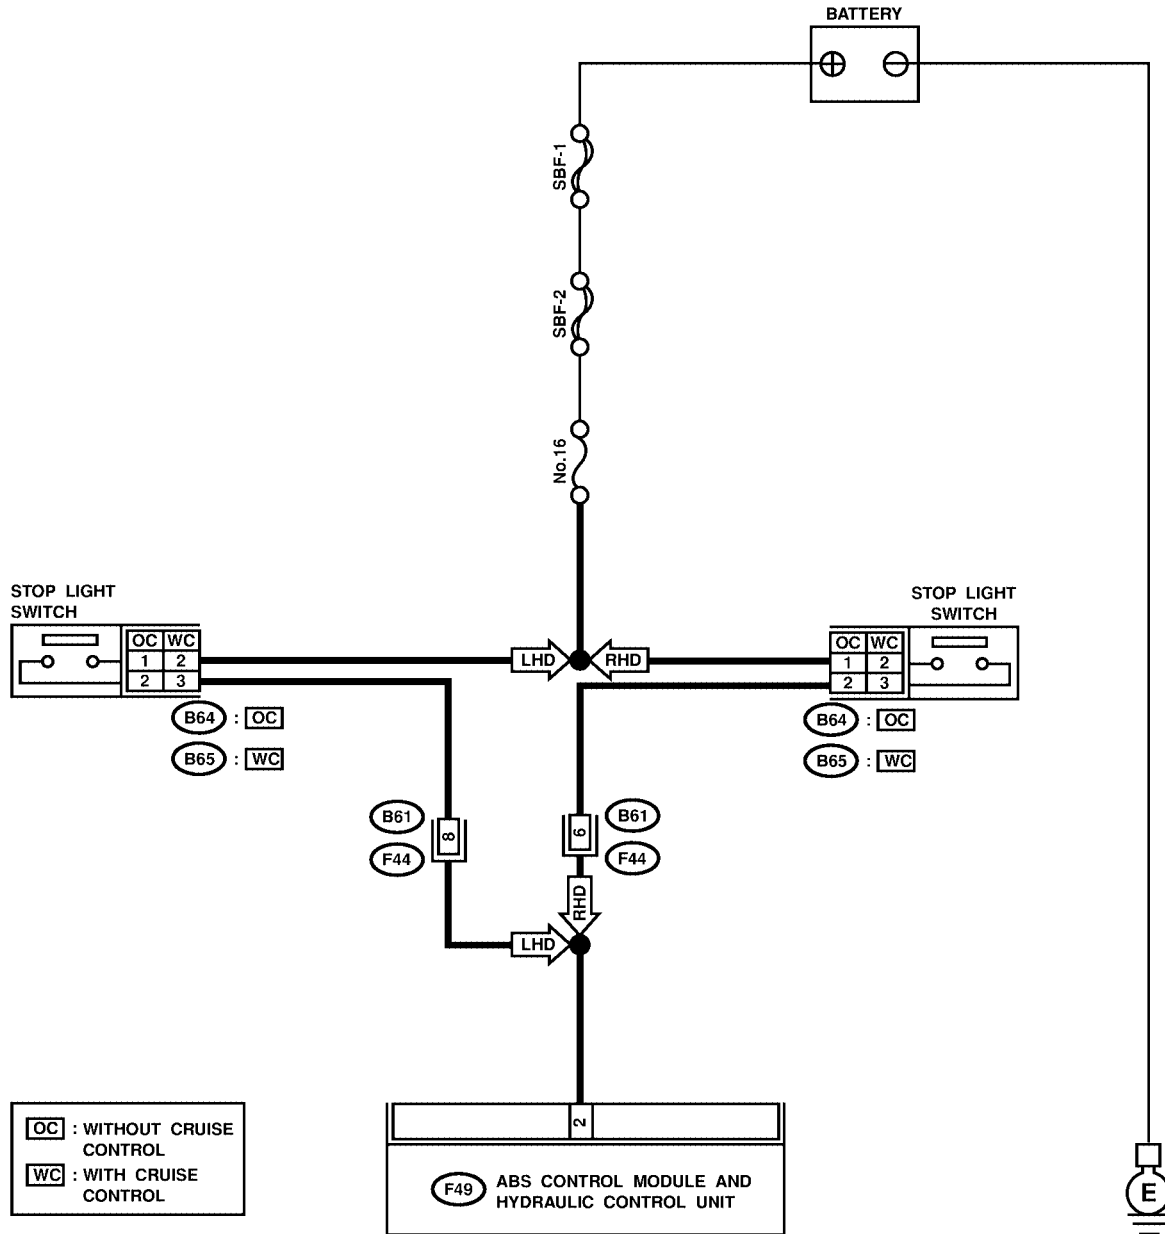 BATTERY
SBF-1
SBF-2
No.16
STOP LIGHT
SWITCH
OC WC
1 2
2 3
LHD
RHD
STOP LIGHT
SWITCH
OC WC
1 2
2 3
B64 : OC
B65 : WC
B64 : OC
B65 : WC
B61
8
F44
6
B61
F44
RHD
LHD
2
OC : WITHOUT CRUISE
CONTROL
WC : WITH CRUISE
CONTROL
F49 ABS CONTROL MODULE AND
HYDRAULIC CONTROL UNIT
E